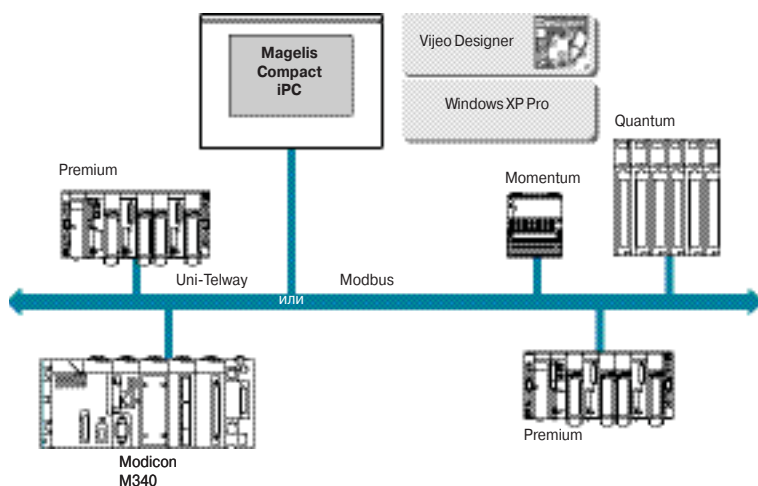 Magelis
Compact
iPC
Vijeo Designer
Windows XP Pro
Quantum
Premium
Momentum
Uni-Telway
или
Modbus
Premium
Modicon
M340